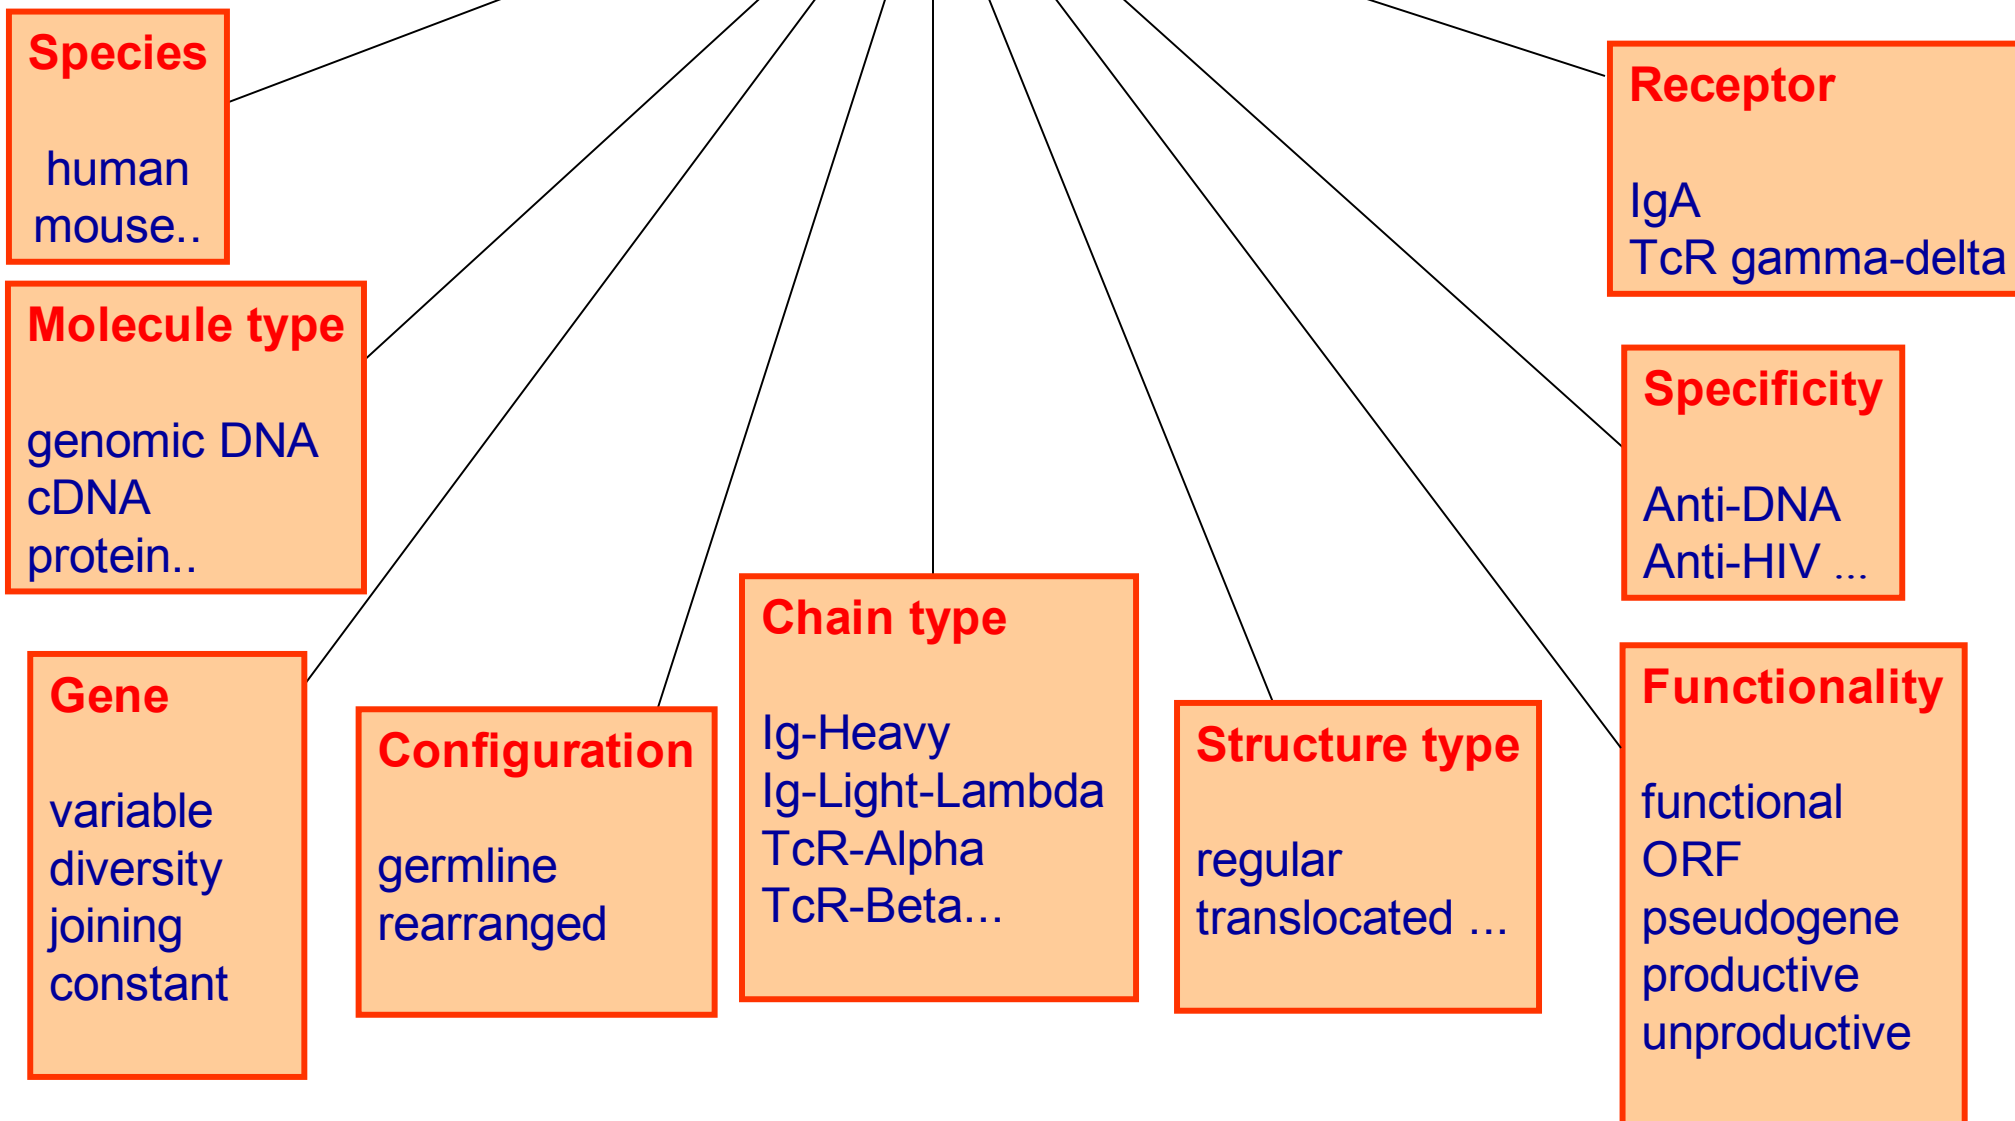 Species
human
mouse..
Molecule type
genomic DNA
cDNA
protein..
Gene
variable
diversity
joining
constant
Configuration
germline
rearranged
Chain type
Ig-Heavy
Ig-Light-Lambda
TcR-Alpha
TcR-Beta...
Structure type
regular
translocated ...
Receptor
IgA
TcR gamma-delta
Specificity
Anti-DNA
Anti-HIV ...
Functionality
functional
ORF
pseudogene
productive
unproductive